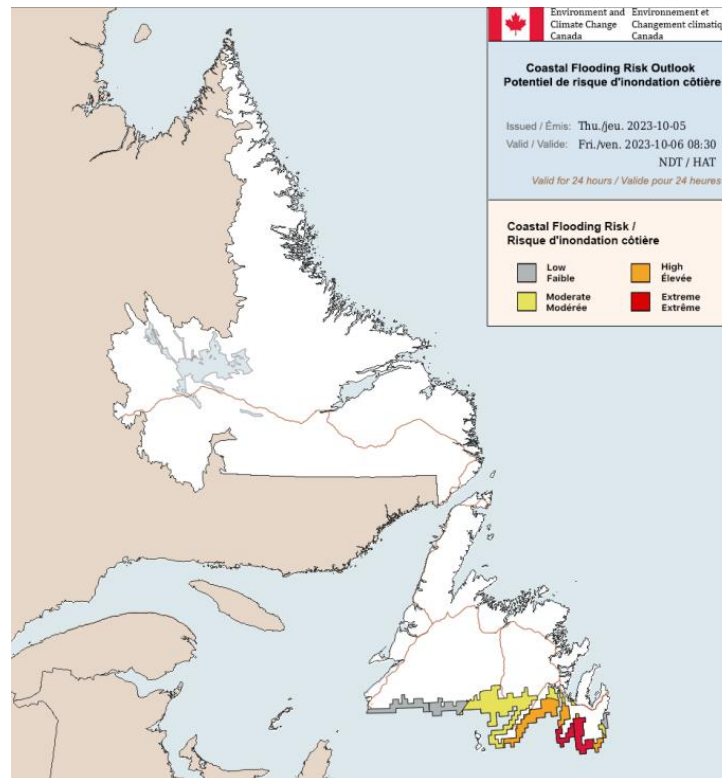 Environment and Environnement et
Climate Change Changement climatiqu
Canada Canada
Coastal Flooding Risk Outlook
Potentiel de risque d'inondation côtière
Issued / Émis: Thu./jeu. 2023-10-05
Valid / Valide: Fri./ven. 2023-10-06 08:30
NDT / HAT
Valid for 24 hours / Valide pour 24 heures
Coastal Flooding Risk /
Risque d'inondation côtière
Low High
Faible Élevée
Moderate Extreme
Modérée Extrême